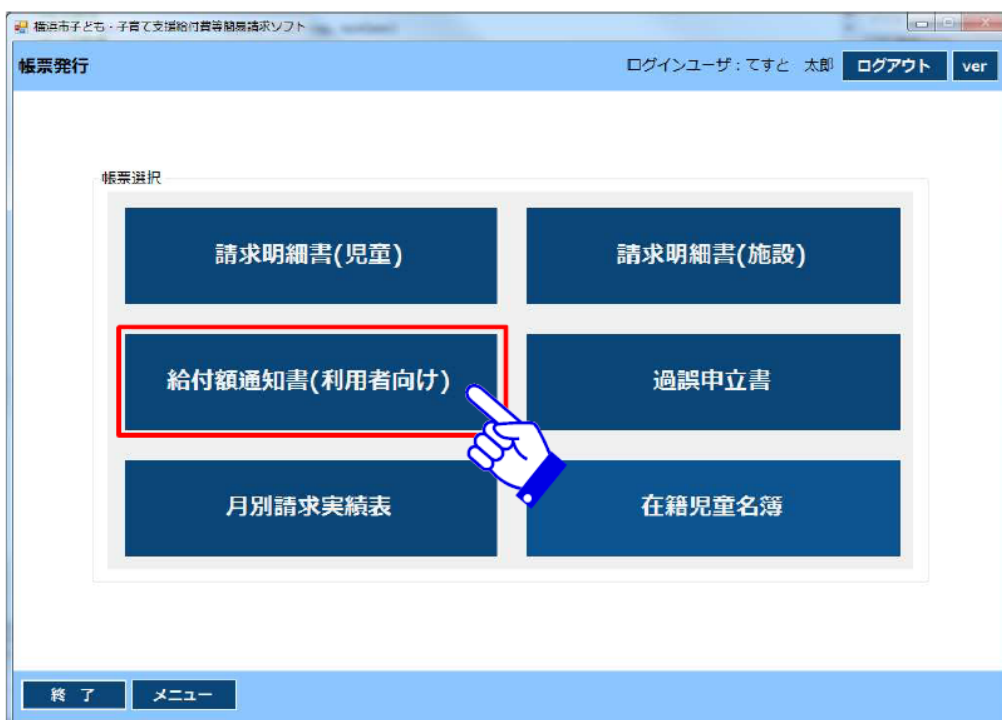 横浜市子ども・子育て支援給付費等簡易請求ソフト
帳票発行
ログインユーザ：てすと 太郎 ログアウト ver
帳票選択
請求明細書(児童) 請求明細書(施設)
給付額通知書(利用者向け) 過誤申立書
月別請求実績表 在籍児童名簿
終 了 メニュー